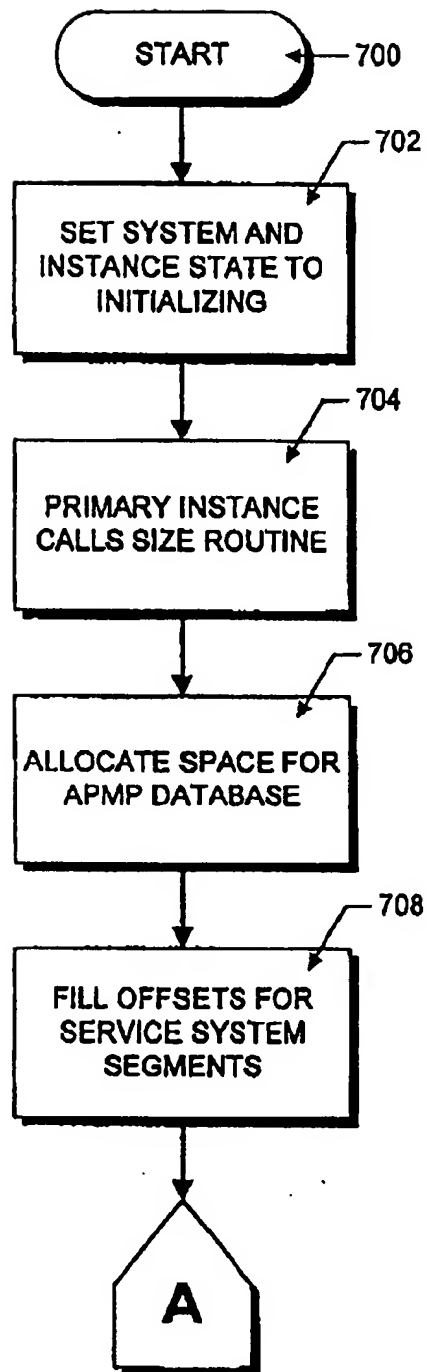 START
700
702
SET SYSTEM AND
INSTANCE STATE TO
INITIALIZING
704
PRIMARY INSTANCE
CALLS SIZE ROUTINE
706
ALLOCATE SPACE FOR
APMP DATABASE
708
FILL OFFSETS FOR
SERVICE SYSTEM
SEGMENTS
A